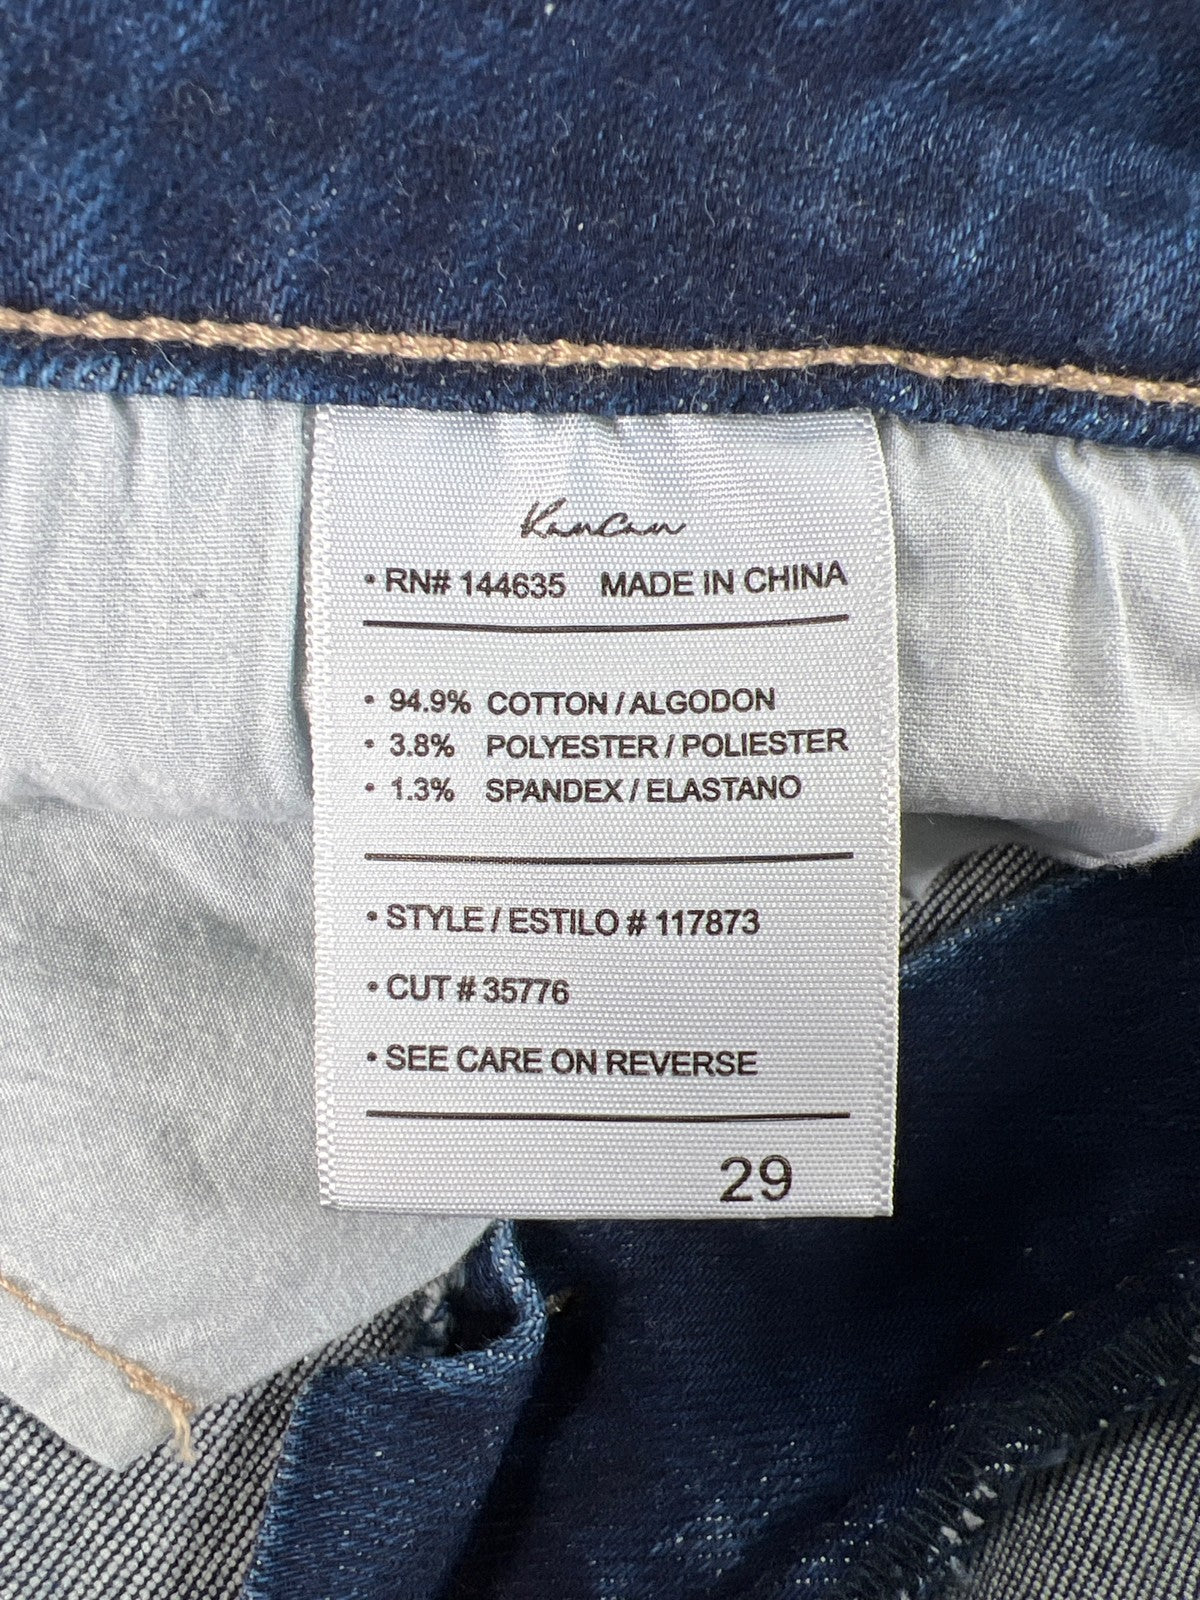 KanCan
• RN# 144635 MADE IN CHINA
• 94.9% COTTON / ALGODON
• 3.8% POLYESTER / POLIESTER
• 1.3% SPANDEX / ELASTANO
• STYLE / ESTILO # 117873
• CUT # 35776
• SEE CARE ON REVERSE
29